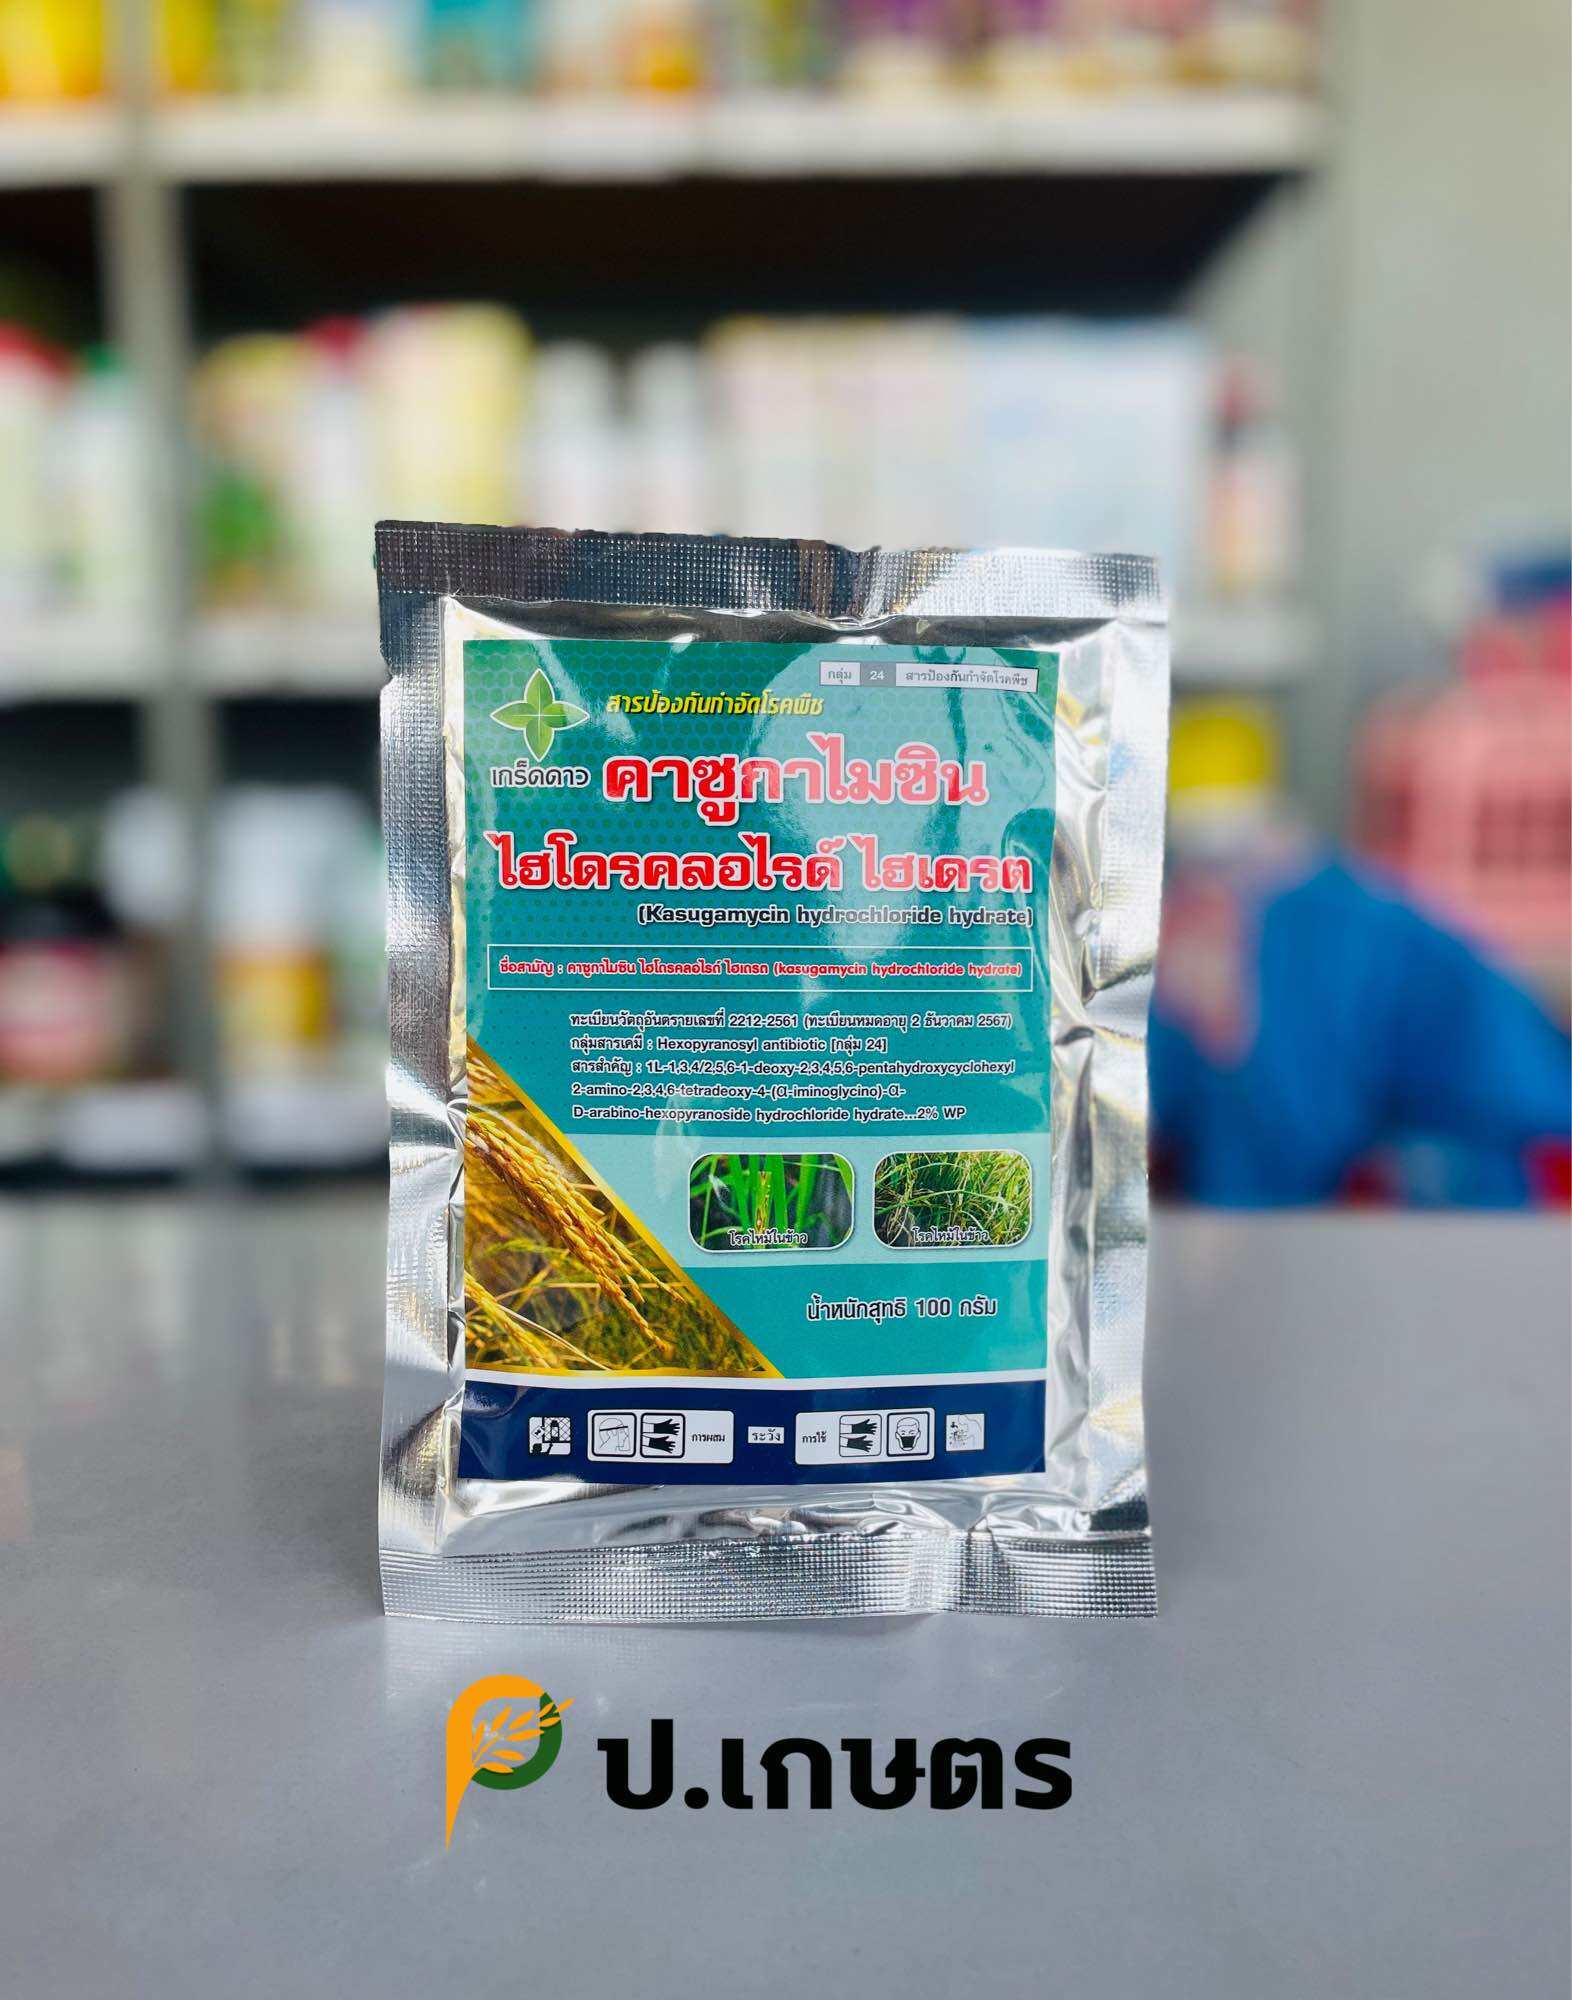 กลุ่ม 24 สารป้องกันกำจัดโรคพืช
สารป้องกันกำจัดโรคพืช
เกร็ดดาว
คาซูกาไมซิน
ไฮโดรคลอไรด์ ไฮเดรต
(Kasugamycin hydrochloride hydrate)
ชื่อสามัญ : คาซูกาไมซิน ไฮโดรคลอไรด์ ไฮเดรต (kasugamycin hydrochloride hydrate)
ทะเบียนวัตถุอันตรายเลขที่ 2212-2561 (ทะเบียนหมดอายุ 2 ธันวาคม 2567)
กลุ่มสารเคมี : Hexopyranosyl antibiotic [กลุ่ม 24]
สารสำคัญ : 1L-1,3,4/2,5,6-1-deoxy-2,3,4,5,6-pentahydroxycyclohexyl
2-amino-2,3,4,6-tetradeoxy-4-(α-iminoglycino)-α-
D-arabino-hexopyranoside hydrochloride hydrate...2% WP
โรคไหม้ในข้าว โรคไหม้ในข้าว
น้ำหนักสุทธิ 100 กรัม
การผสม ระวัง การใช้
ป.เกษตร